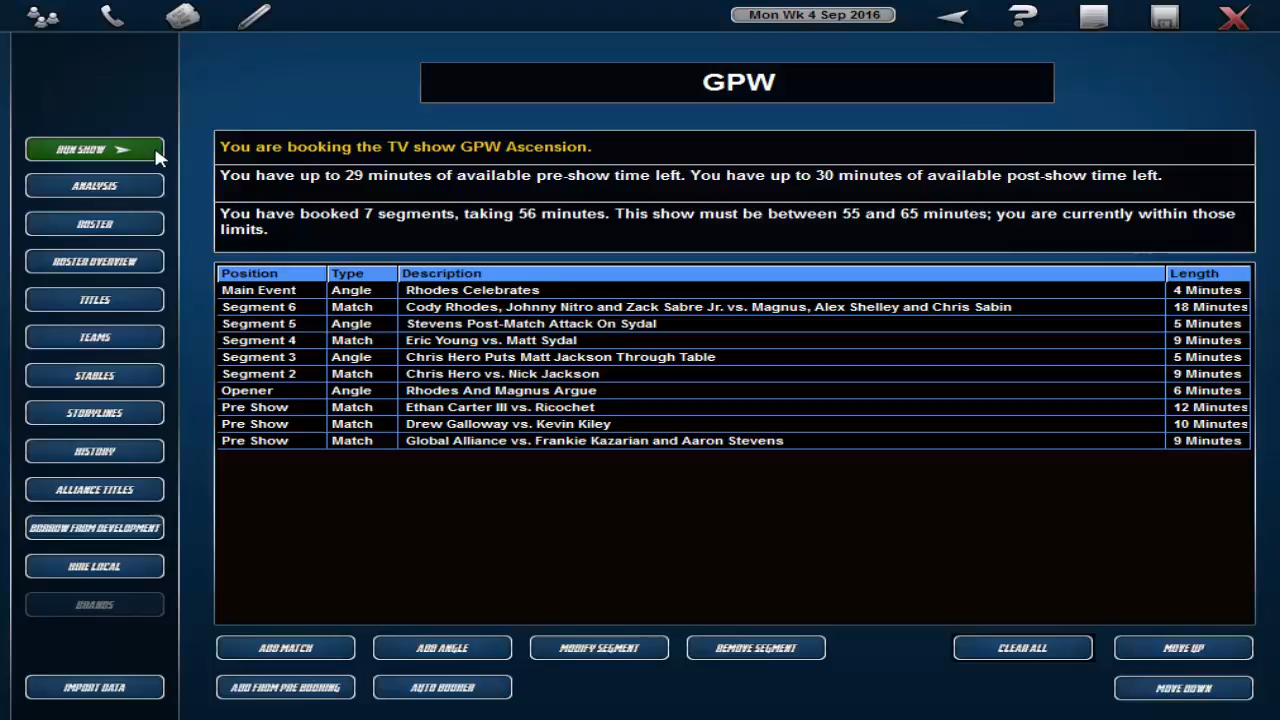 Mon Wk 4 Sep 2016
GPW
RUN SHOW
ANALYSIS
ROSTER
ROSTER OVERVIEW
TITLES
TEAMS
STABLES
STORYLINES
HISTORY
ALLIANCE TITLES
BORROW FROM DEVELOPMENT
HIRE LOCAL
BRANDS
IMPORT DATA
You are booking the TV show GPW Ascension.
You have up to 29 minutes of available pre-show time left. You have up to 30 minutes of available post-show time left.
You have booked 7 segments, taking 56 minutes. This show must be between 55 and 65 minutes; you are currently within those
limits.
Position Type Description Length
Main Event Angle Rhodes Celebrates 4 Minutes
Segment 6 Match Cody Rhodes, Johnny Nitro and Zack Sabre Jr. vs. Magnus, Alex Shelley and Chris Sabin 18 Minutes
Segment 5 Angle Stevens Post-Match Attack On Sydal 5 Minutes
Segment 4 Match Eric Young vs. Matt Sydal 9 Minutes
Segment 3 Angle Chris Hero Puts Matt Jackson Through Table 5 Minutes
Segment 2 Match Chris Hero vs. Nick Jackson 9 Minutes
Opener Angle Rhodes And Magnus Argue 6 Minutes
Pre Show Match Ethan Carter III vs. Ricochet 12 Minutes
Pre Show Match Drew Galloway vs. Kevin Kiley 10 Minutes
Pre Show Match Global Alliance vs. Frankie Kazarian and Aaron Stevens 9 Minutes
ADD MATCH ADD ANGLE MODIFY SEGMENT REMOVE SEGMENT CLEAR ALL MOVE UP
ADD FROM PRE BOOKING AUTO BOOKER MOVE DOWN